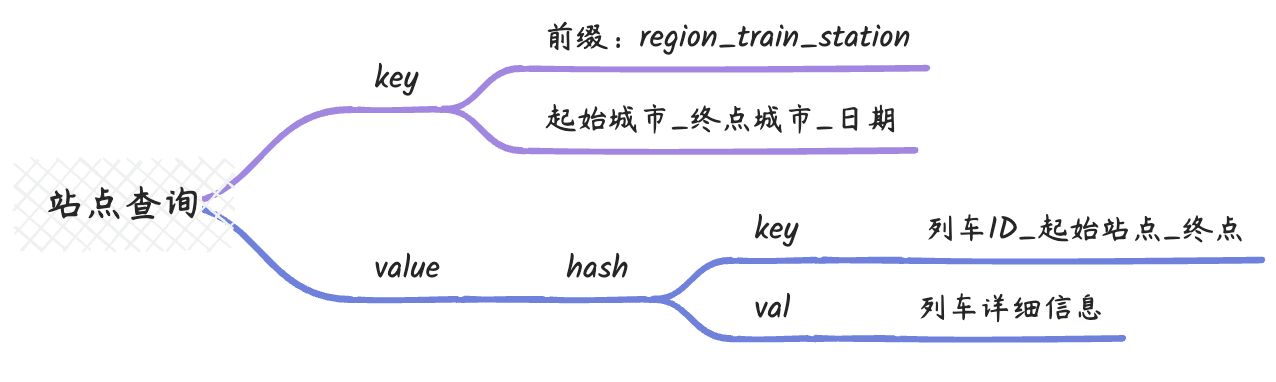 前缀：region_train_station
key
起始城市_终点城市_日期
站点查询
key
列车ID_起始站点_终点
value
hash
val
列车详细信息